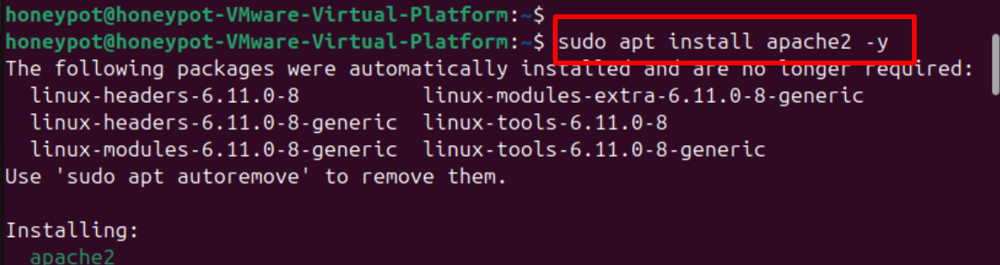 honeypot@honeypot-VMware-Virtual-Platform:~$
honeypot@honeypot-VMware-Virtual-Platform:~$ sudo apt install apache2 -y
The following packages were automatically installed and are no longer required:
  linux-headers-6.11.0-8          linux-modules-extra-6.11.0-8-generic
  linux-headers-6.11.0-8-generic  linux-tools-6.11.0-8
  linux-modules-6.11.0-8-generic  linux-tools-6.11.0-8-generic
Use 'sudo apt autoremove' to remove them.

Installing:
  apache2